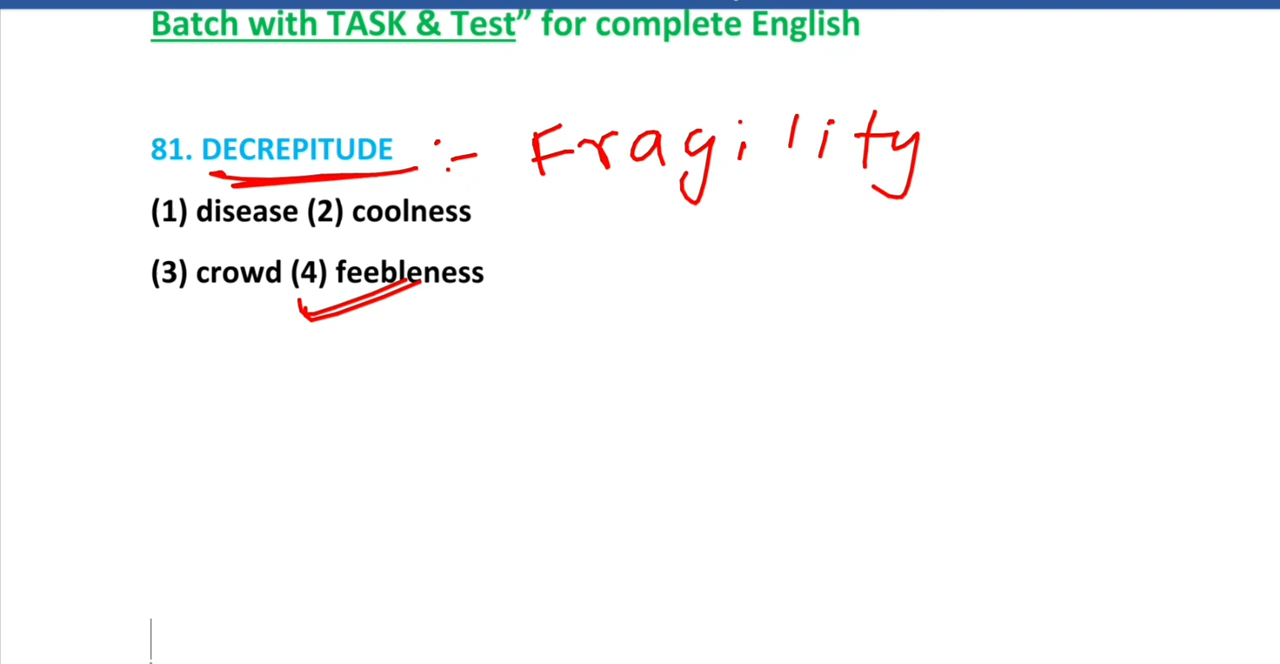 Batch with TASK & Test” for complete English
81. DECREPITUDE :- Fragility
(1) disease (2) coolness
(3) crowd (4) feebleness